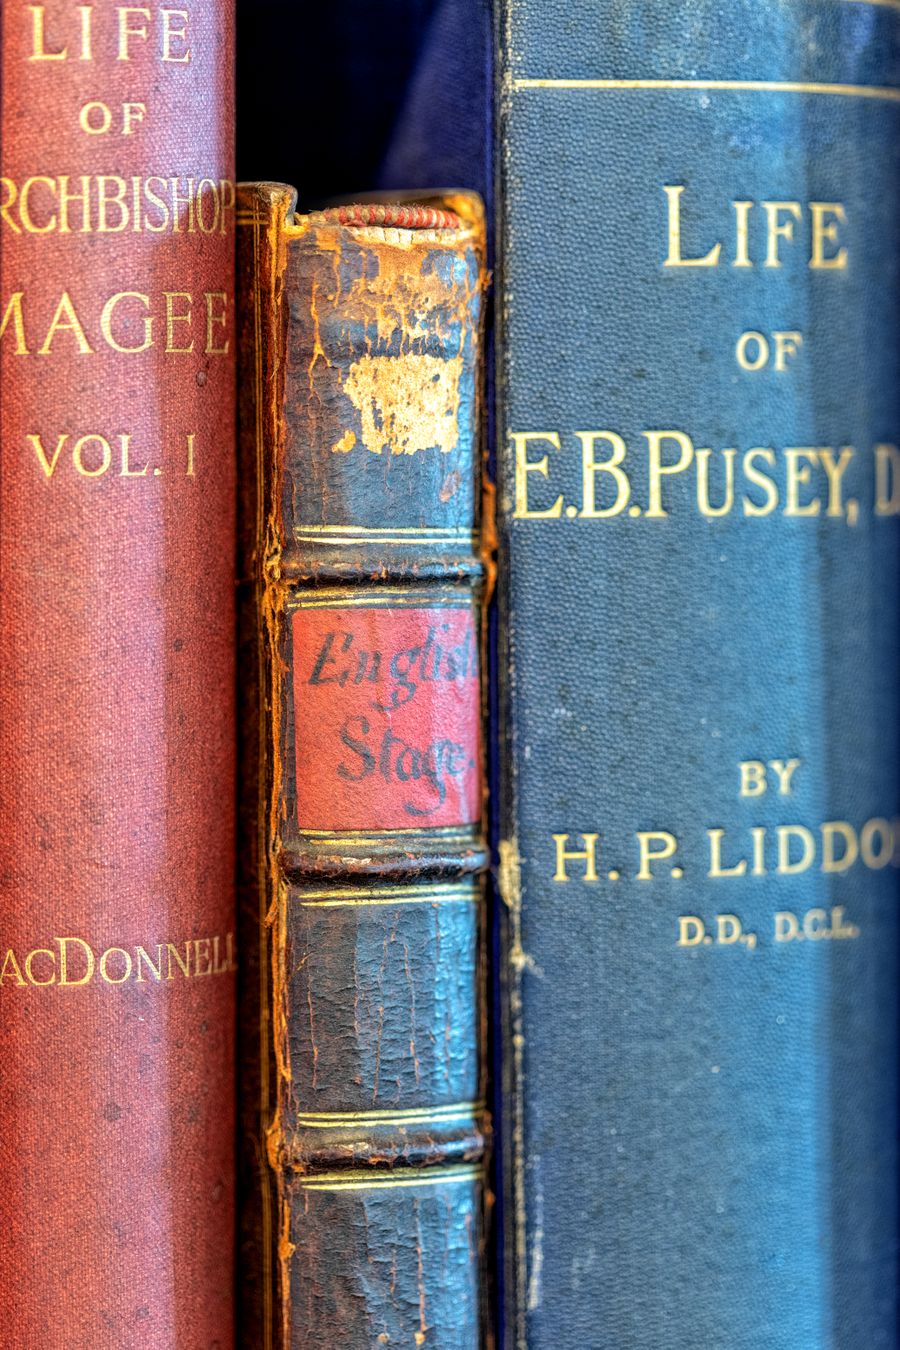 LIFE
OF
RCHBISHOP
MAGEE
VOL. I
ACDONNELL
English
Stage.
LIFE
OF
E.B.PUSEY, D
BY
H. P. LIDDO
D.D., D.C.L.